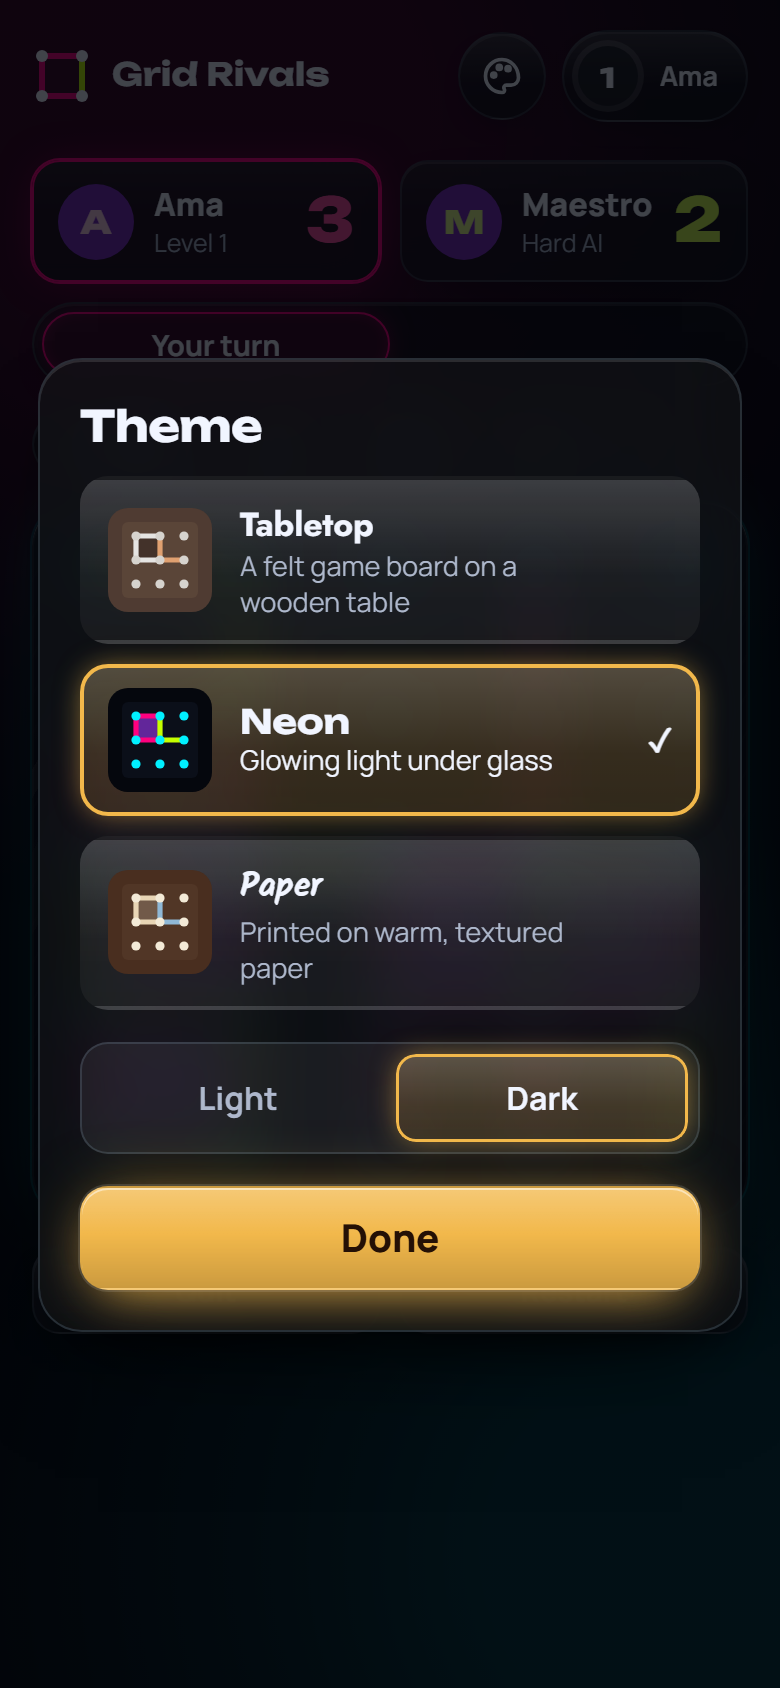 Grid Rivals
1 Ama
A Ama
Level 1
3
M Maestro
Hard AI
2
Your turn
Theme
Tabletop
A felt game board on a
wooden table
Neon
Glowing light under glass
✓
Paper
Printed on warm, textured
paper
Light
Dark
Done